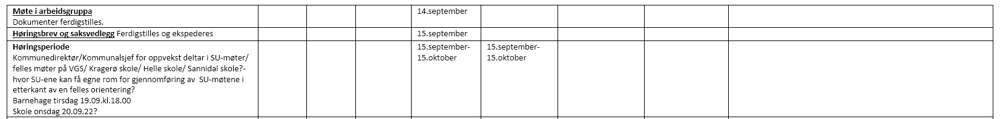 Møte i arbeidsgruppa
14.september
Dokumenter ferdigstilles.
Høringsbrev og saksvedlegg Ferdigstilles og ekspederes
15.september
Høringsperiode
15.september-
15.september-
Kommunedirektør/Kommunalsjef for oppvekst deltar i SU-møter/
15.oktober
15.oktober
felles møter på VGS/ Kragerø skole/ Helle skole/ Sannidal skole?-
hvor SU-ene kan få egne rom for gjennomføring av  SU-møtene i
etterkant av en felles orientering?
Barnehage tirsdag 19.09.kl.18.00
Skole onsdag 20.09.22?